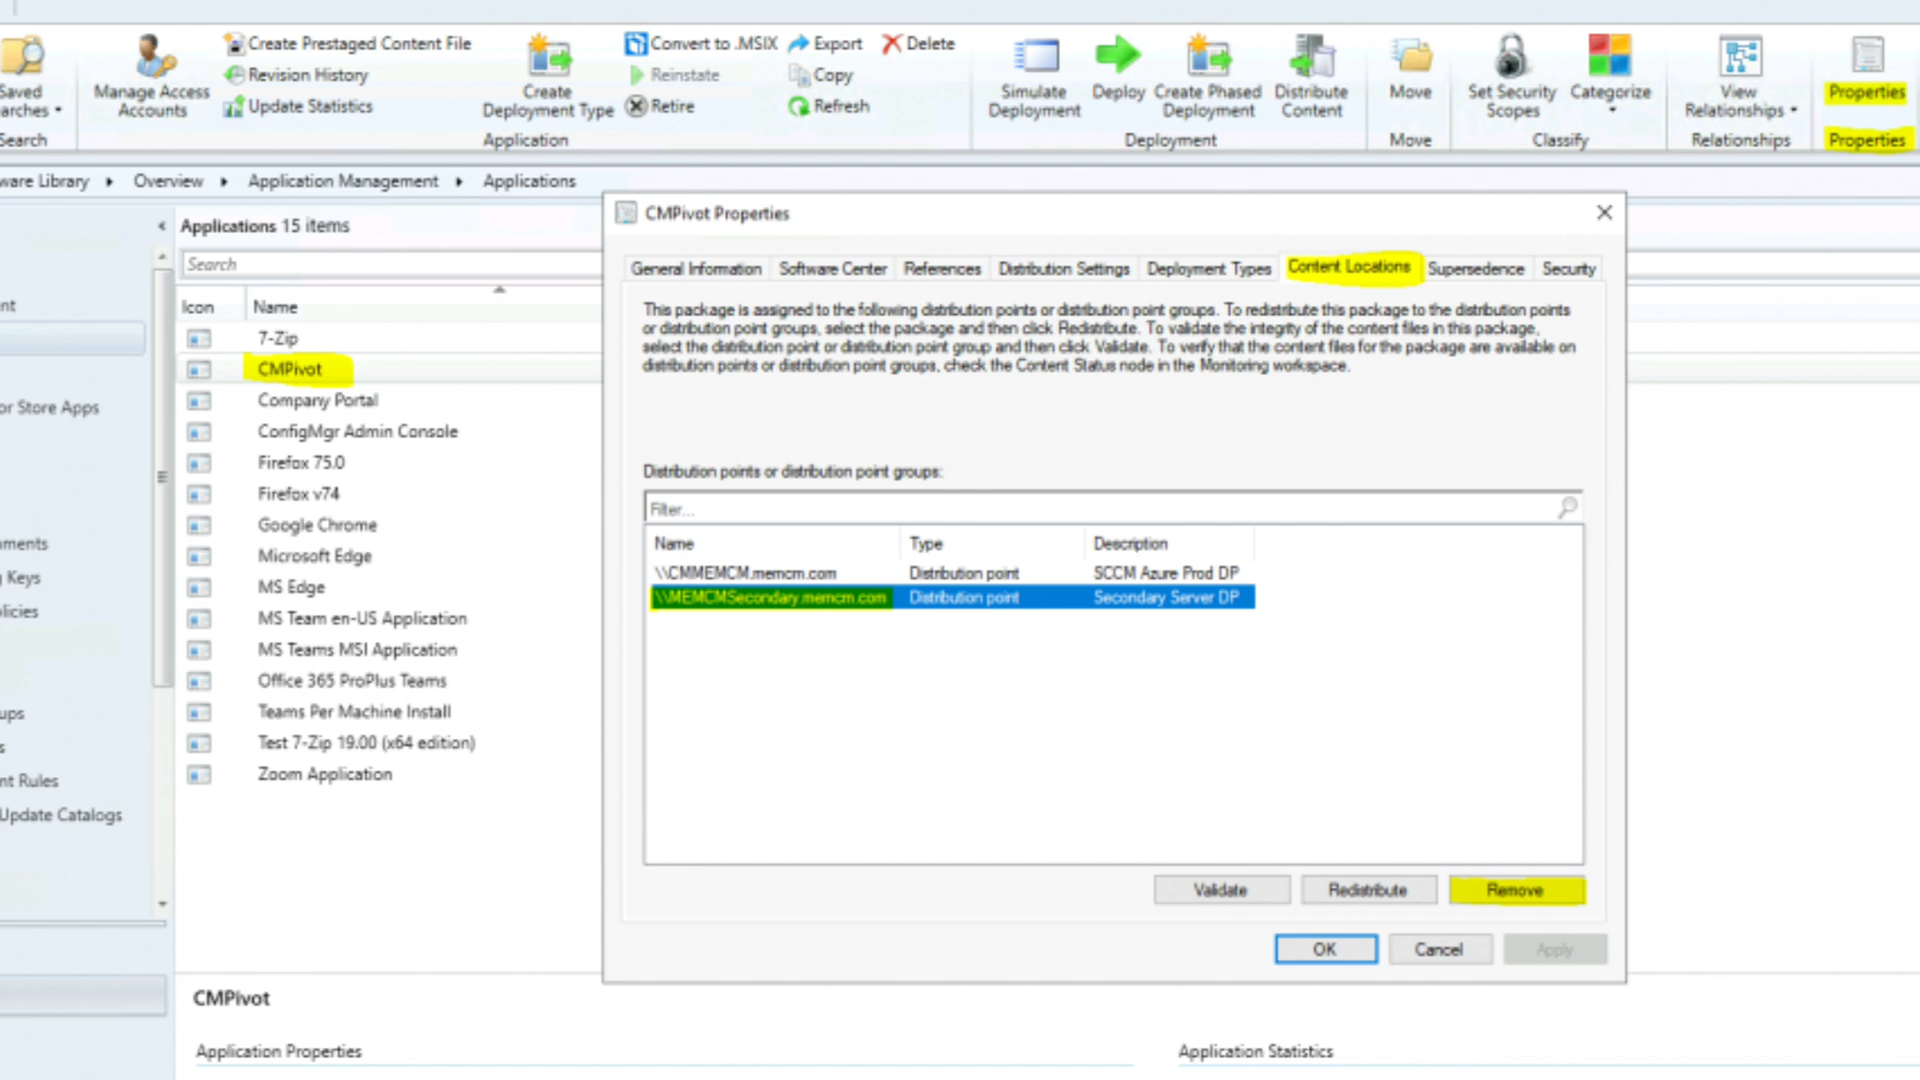 Create Prestaged Content File
Revision History
Update Statistics
Manage Access
Accounts
Saved
Search
Create
Deployment Type
Convert to .MSIX
Reinstate
Retire
Export
Copy
Refresh
Delete
Application
Simulate
Deployment
Deploy
Create Phased
Deployment
Distribute
Content
Deployment
Move
Move
Set Security
Scopes
Categorize
Classify
View
Relationships
Relationships
Properties
Properties
ware Library
Overview
Application Management
Applications
nt
or Store Apps
ments
Keys
licies
ups
s
nt Rules
Update Catalogs
Applications 15 items
Search
Icon Name
7-Zip
CMPivot
Company Portal
ConfigMgr Admin Console
Firefox 75.0
Firefox v74
Google Chrome
Microsoft Edge
MS Edge
MS Team en-US Application
MS Teams MSI Application
Office 365 ProPlus Teams
Teams Per Machine Install
Test 7-Zip 19.00 (x64 edition)
Zoom Application
CMPivot Properties
General Information Software Center References Distribution Settings Deployment Types Content Locations Supersedence Security
This package is assigned to the following distribution points or distribution point groups. To redistribute this package to the distribution points
or distribution point groups, select the package and then click Redistribute. To validate the integrity of the content files in this package,
select the distribution point or distribution point group and then click Validate. To verify that the content files for the package are available on
distribution points or distribution point groups, check the Content Status node in the Monitoring workspace.
Distribution points or distribution point groups:
Filter...
Name Type Description
\\CMMEMCM.memcm.com Distribution point SCCM Azure Prod DP
\\MEMCMSecondary.memcm.com Distribution point Secondary Server DP
Validate Redistribute Remove
OK Cancel Apply
CMPivot
Application Properties
Application Statistics